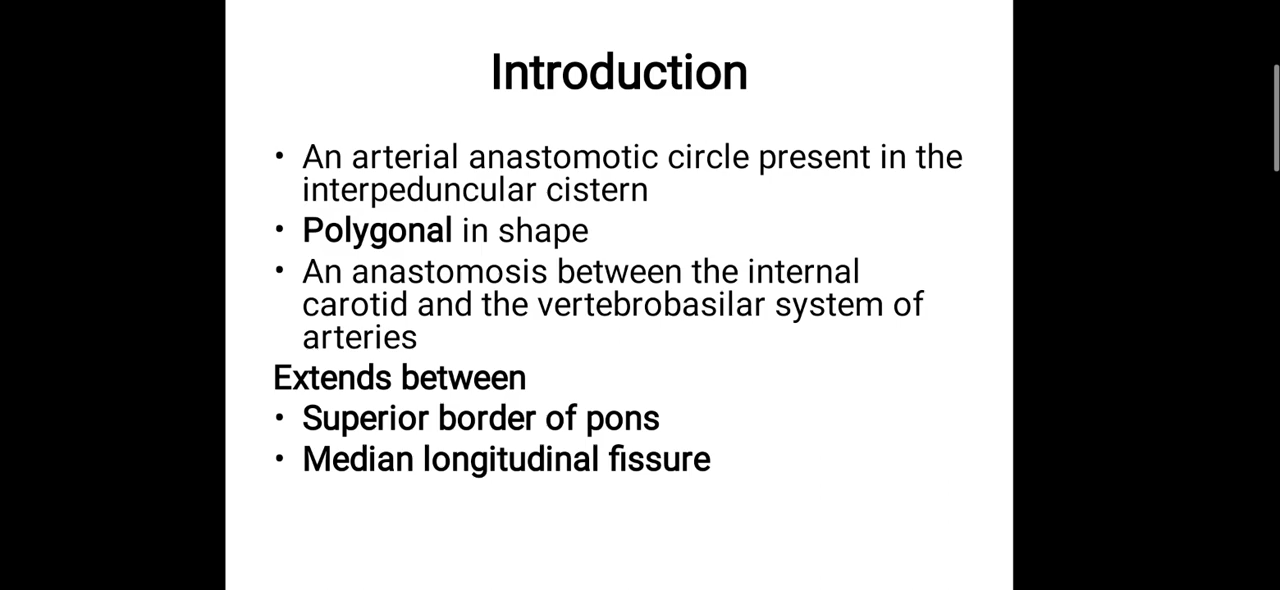 Introduction
• An arterial anastomotic circle present in the
interpeduncular cistern
• Polygonal in shape
• An anastomosis between the internal
carotid and the vertebrobasilar system of
arteries
Extends between
• Superior border of pons
• Median longitudinal fissure